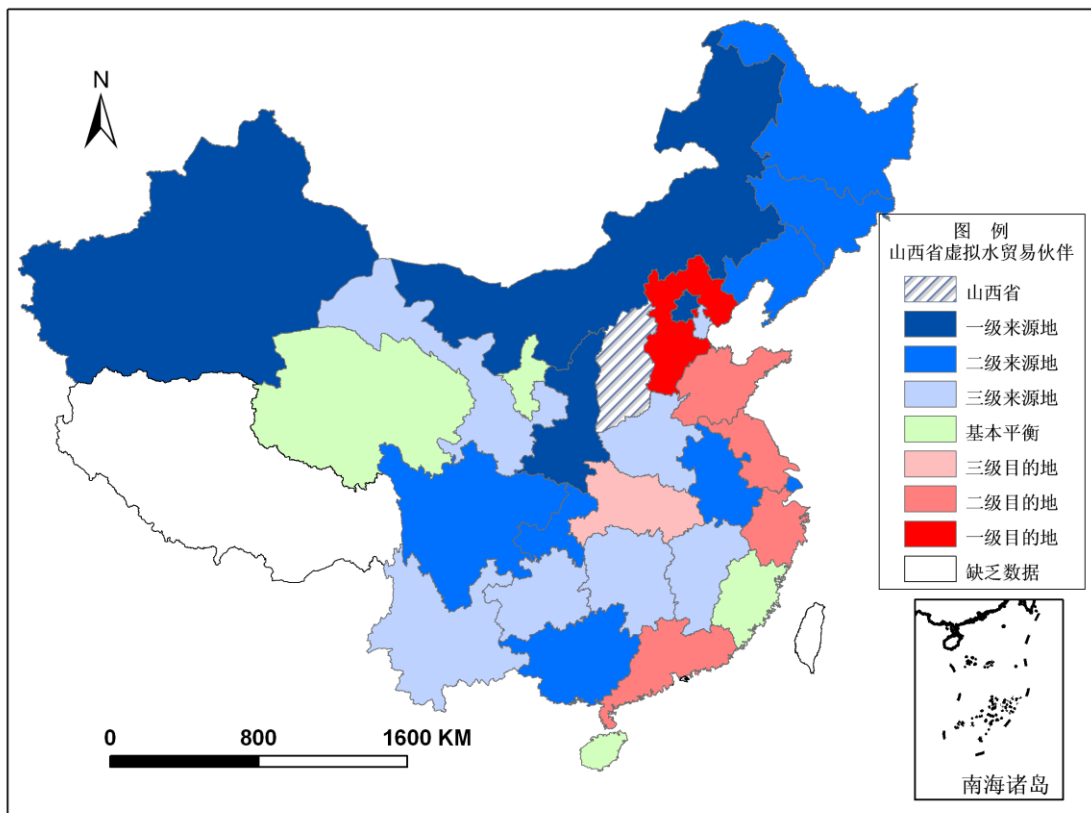 N
图 例
山西省虚拟水贸易伙伴
山西省
一级来源地
二级来源地
三级来源地
基本平衡
三级目的地
二级目的地
一级目的地
缺乏数据
0 800 1600 KM
南海诸岛